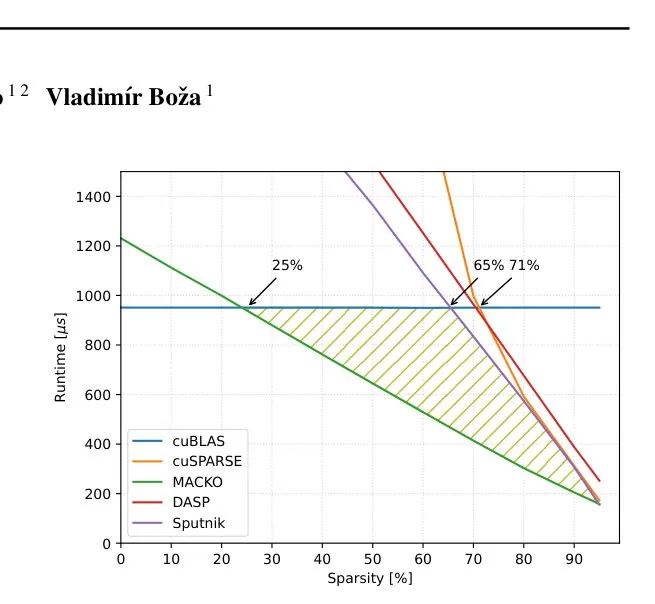 1 2 Vladimír Boža 1
1400
1200
1000
800
600
400
200
0
Runtime [μs]
25%
65% 71%
cuBLAS
cuSPARSE
MACKO
DASP
Sputnik
0 10 20 30 40 50 60 70 80 90
Sparsity [%]